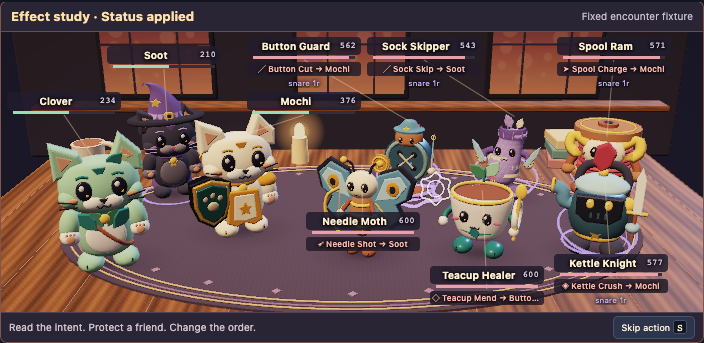 Effect study · Status applied
Fixed encounter fixture
Soot 210
Button Guard 562
Button Cut → Mochi
snare 1r
Sock Skipper 543
Sock Skip → Soot
snare 1r
Spool Ram 571
Spool Charge → Mochi
snare 1r
Clover 234
Mochi 376
Needle Moth 600
Needle Shot → Soot
Teacup Healer 600
Teacup Mend → Butto...
Kettle Knight 577
Kettle Crush → Mochi
snare 1r
Read the intent. Protect a friend. Change the order.
Skip action S